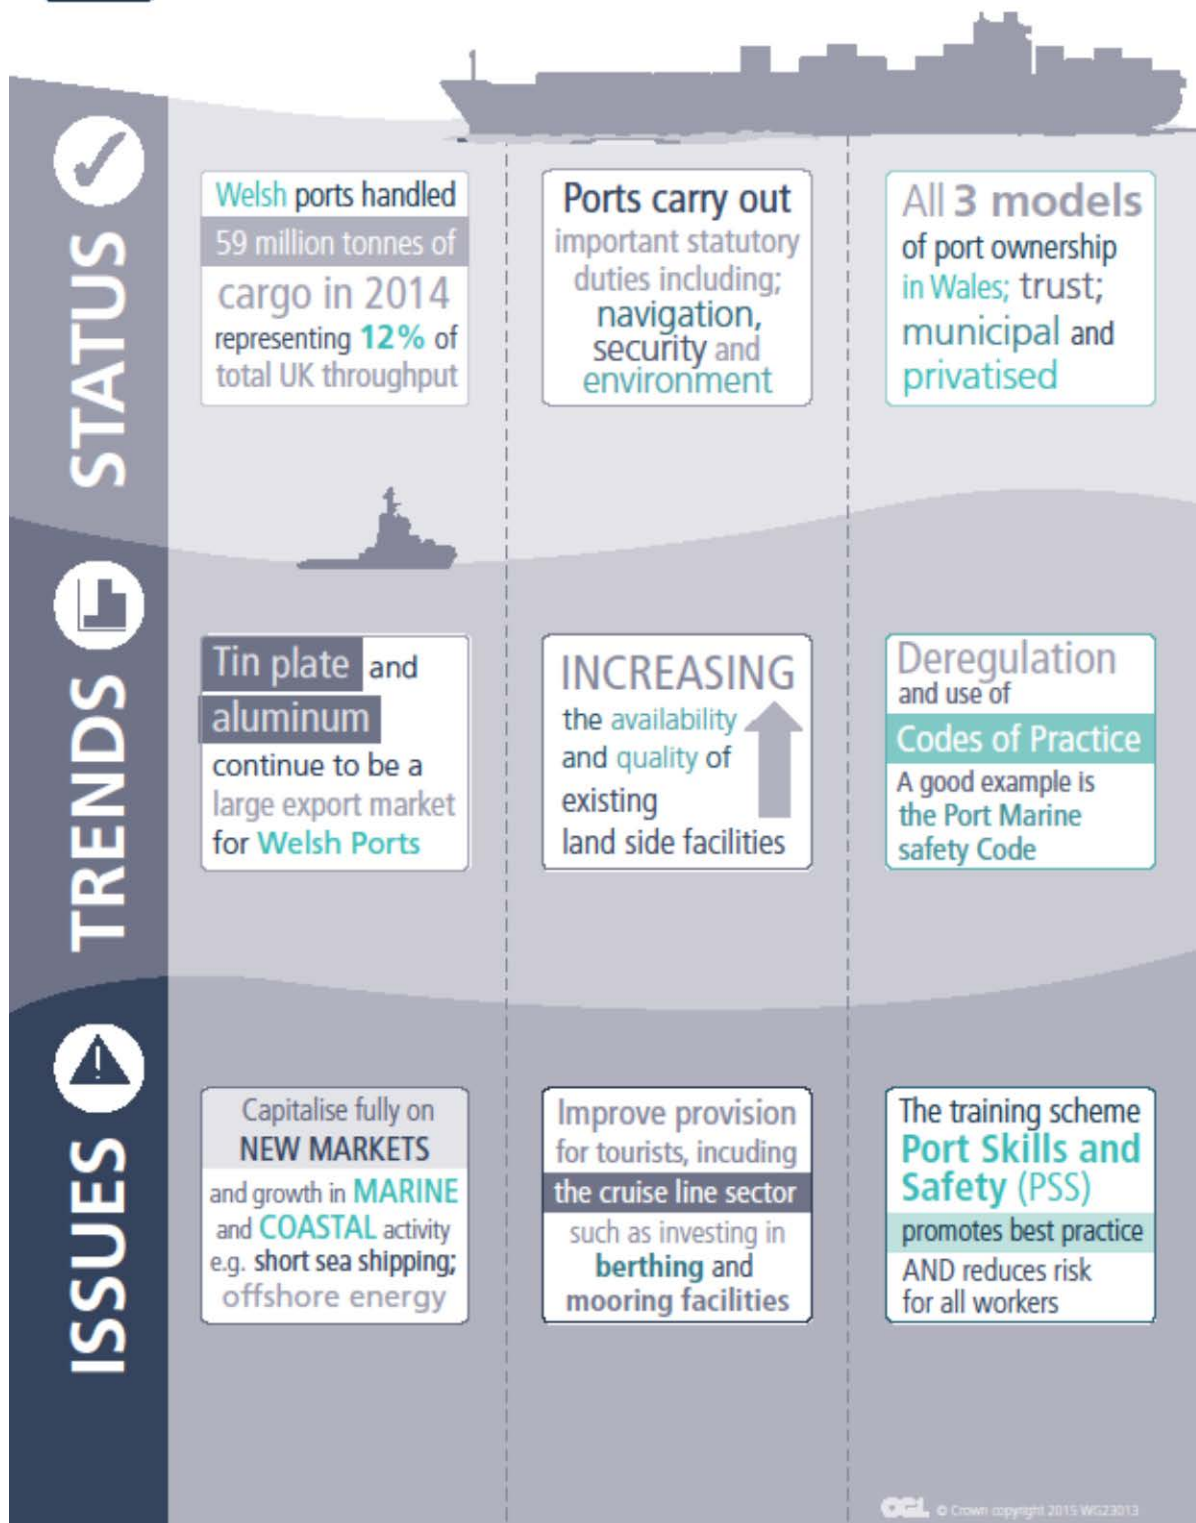 STATUS
Welsh ports handled
59 million tonnes of
cargo in 2014
representing 12% of
total UK throughput
Ports carry out
important statutory
duties including;
navigation,
security and
environment
All 3 models
of port ownership
in Wales; trust;
municipal and
privatised
TRENDS
Tin plate and
aluminum
continue to be a
large export market
for Welsh Ports
INCREASING
the availability
and quality of
existing
land side facilities
Deregulation
and use of
Codes of Practice
A good example is
the Port Marine
safety Code
ISSUES
Capitalise fully on
NEW MARKETS
and growth in MARINE
and COASTAL activity
e.g. short sea shipping;
offshore energy
Improve provision
for tourists, incuding
the cruise line sector
such as investing in
berthing and
mooring facilities
The training scheme
Port Skills and
Safety (PSS)
promotes best practice
AND reduces risk
for all workers
OGL © Crown copyright 2015 WG23013